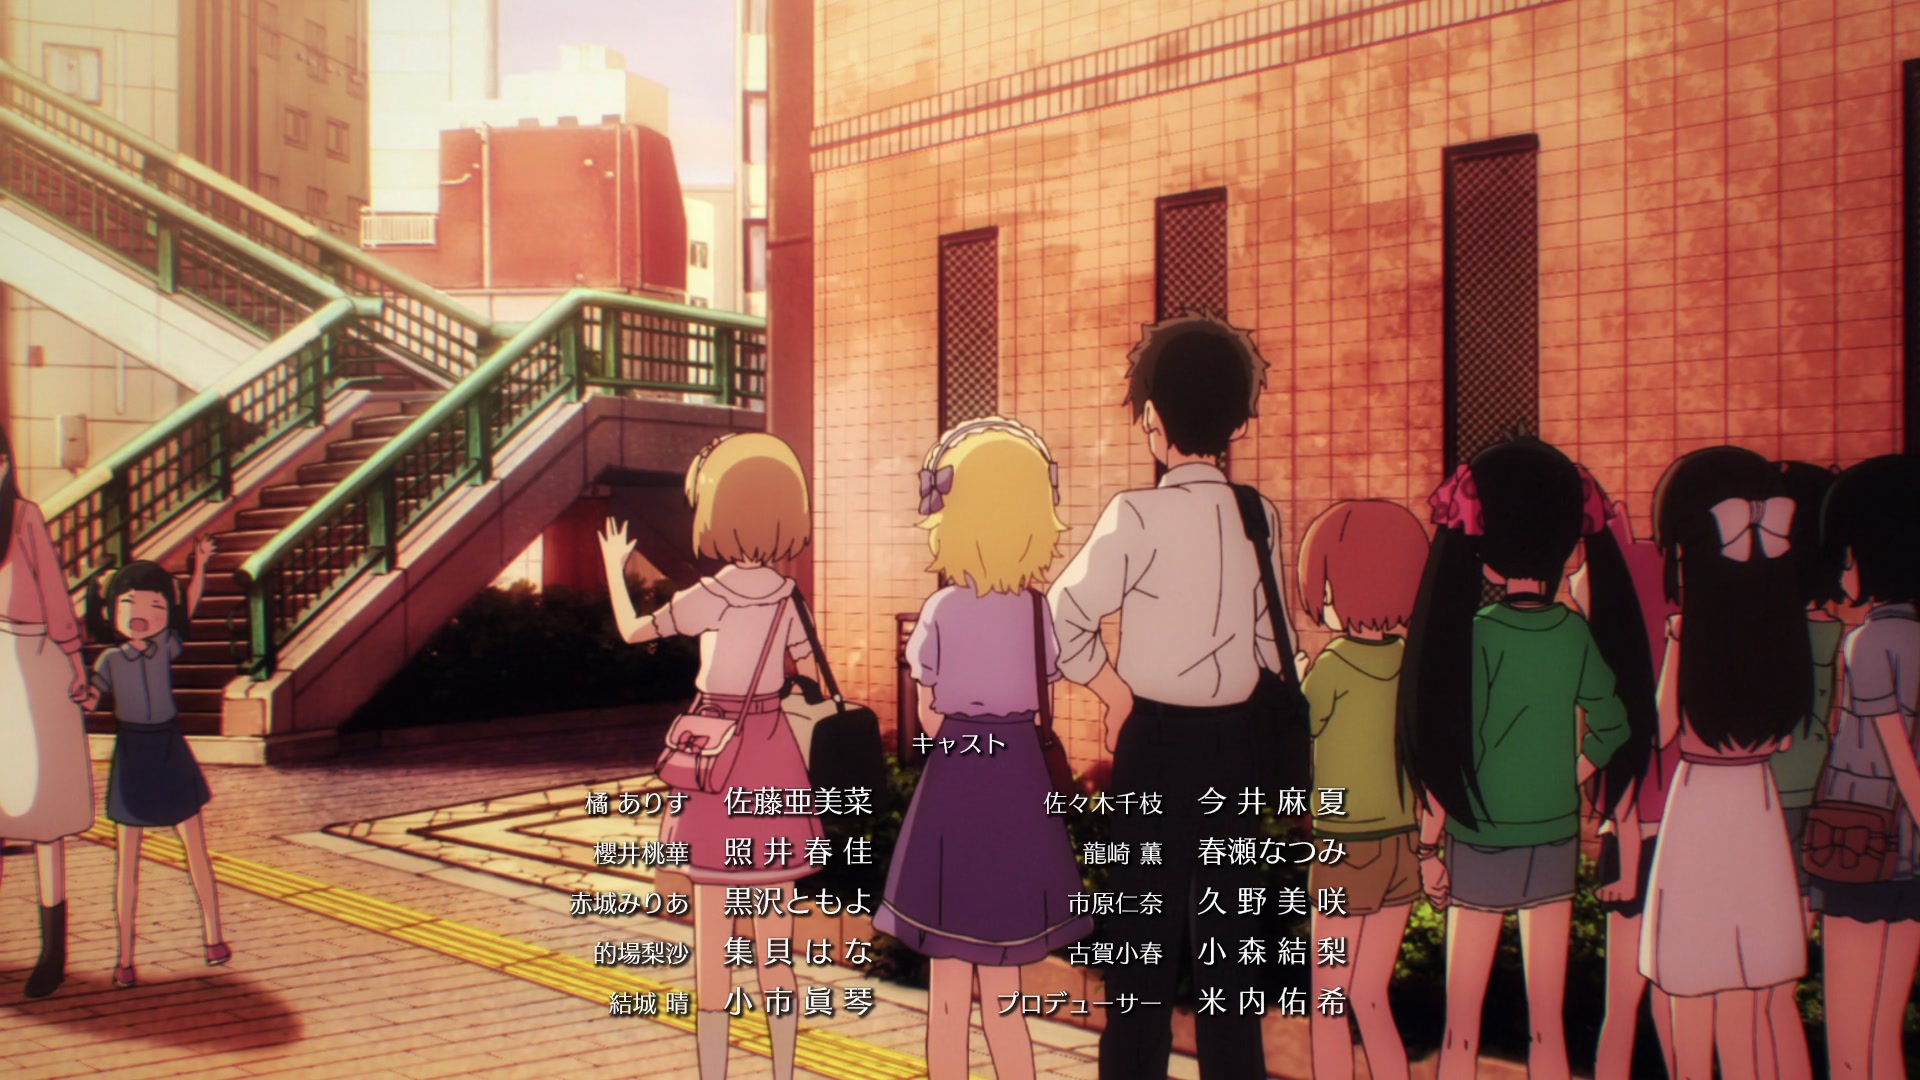 キャスト
橘 ありす 佐藤亜美菜
櫻井桃華 照井春佳
赤城みりあ 黒沢ともよ
的場梨沙 集貝はな
結城 晴 小市眞琴
佐々木千枝 今井麻夏
龍崎 薫 春瀬なつみ
市原仁奈 久野美咲
古賀小春 小森結梨
プロデューサー 米内佑希